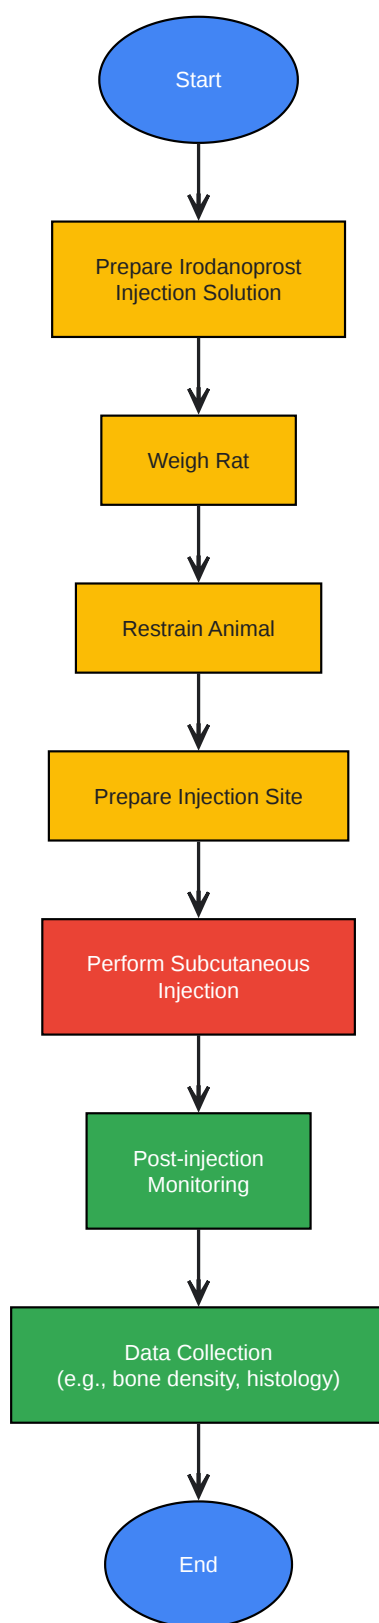 Start
Prepare Irodanoprost
Injection Solution
Weigh Rat
Restrain Animal
Prepare Injection Site
Perform Subcutaneous
Injection
Post-injection
Monitoring
Data Collection
(e.g., bone density, histology)
End